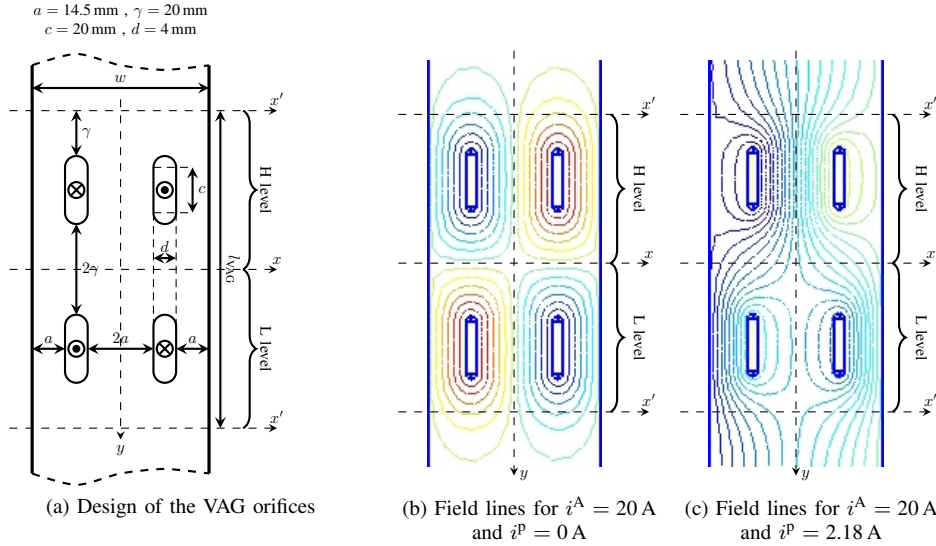 a = 14.5 mm , γ = 20 mm
c = 20 mm , d = 4 mm
w
x′
γ
c
H level
d
2γ
l_VAG
x
a
2a
a
L level
x′
y
(a) Design of the VAG orifices
x′
H level
x
L level
x′
y
(b) Field lines for i^A = 20 A
and i^p = 0 A
x′
H level
x
L level
x′
y
(c) Field lines for i^A = 20 A
and i^p = 2.18 A